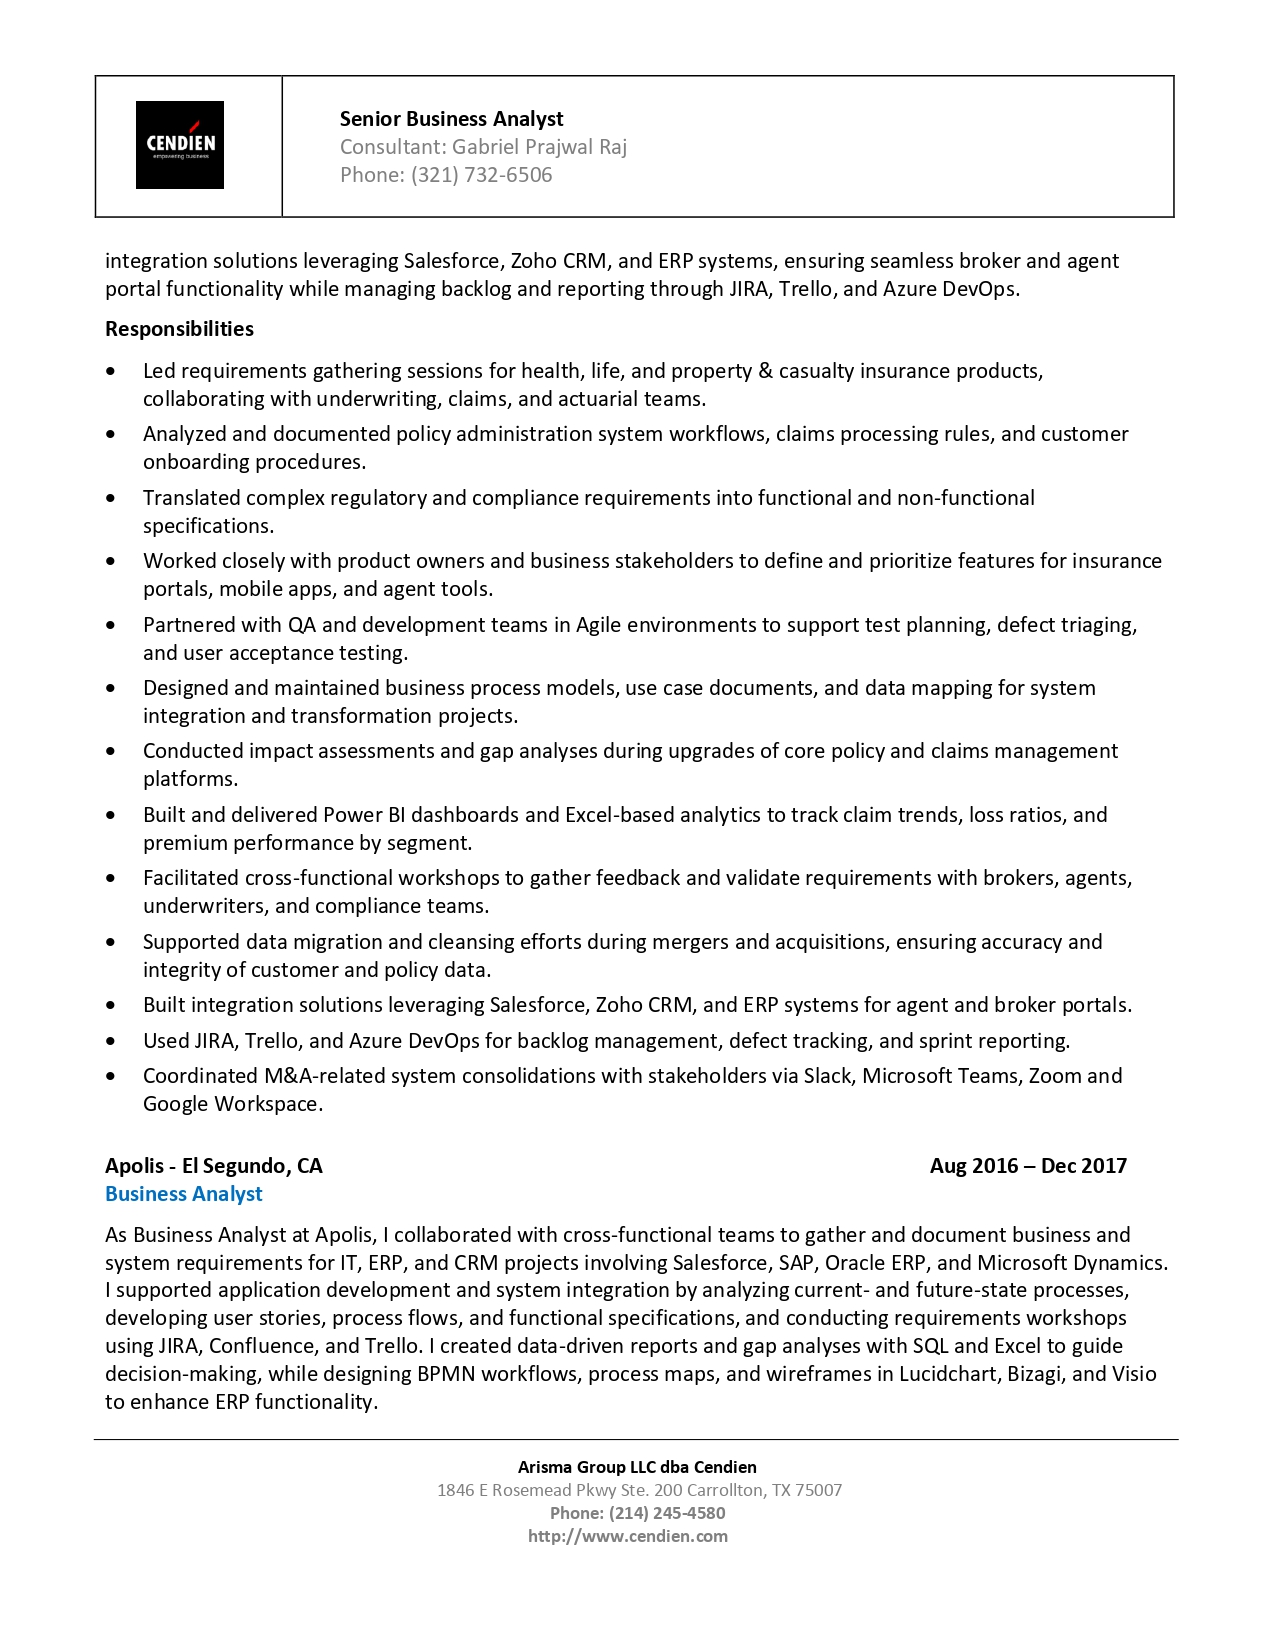 CENDIEN
empowering business
Senior Business Analyst
Consultant: Gabriel Prajwal Raj
Phone: (321) 732-6506
integration solutions leveraging Salesforce, Zoho CRM, and ERP systems, ensuring seamless broker and agent
portal functionality while managing backlog and reporting through JIRA, Trello, and Azure DevOps.
Responsibilities
• Led requirements gathering sessions for health, life, and property & casualty insurance products,
collaborating with underwriting, claims, and actuarial teams.
• Analyzed and documented policy administration system workflows, claims processing rules, and customer
onboarding procedures.
• Translated complex regulatory and compliance requirements into functional and non-functional
specifications.
• Worked closely with product owners and business stakeholders to define and prioritize features for insurance
portals, mobile apps, and agent tools.
• Partnered with QA and development teams in Agile environments to support test planning, defect triaging,
and user acceptance testing.
• Designed and maintained business process models, use case documents, and data mapping for system
integration and transformation projects.
• Conducted impact assessments and gap analyses during upgrades of core policy and claims management
platforms.
• Built and delivered Power BI dashboards and Excel-based analytics to track claim trends, loss ratios, and
premium performance by segment.
• Facilitated cross-functional workshops to gather feedback and validate requirements with brokers, agents,
underwriters, and compliance teams.
• Supported data migration and cleansing efforts during mergers and acquisitions, ensuring accuracy and
integrity of customer and policy data.
• Built integration solutions leveraging Salesforce, Zoho CRM, and ERP systems for agent and broker portals.
• Used JIRA, Trello, and Azure DevOps for backlog management, defect tracking, and sprint reporting.
• Coordinated M&A-related system consolidations with stakeholders via Slack, Microsoft Teams, Zoom and
Google Workspace.
Apolis - El Segundo, CA Aug 2016 – Dec 2017
Business Analyst
As Business Analyst at Apolis, I collaborated with cross-functional teams to gather and document business and
system requirements for IT, ERP, and CRM projects involving Salesforce, SAP, Oracle ERP, and Microsoft Dynamics.
I supported application development and system integration by analyzing current- and future-state processes,
developing user stories, process flows, and functional specifications, and conducting requirements workshops
using JIRA, Confluence, and Trello. I created data-driven reports and gap analyses with SQL and Excel to guide
decision-making, while designing BPMN workflows, process maps, and wireframes in Lucidchart, Bizagi, and Visio
to enhance ERP functionality.
Arisma Group LLC dba Cendien
1846 E Rosemead Pkwy Ste. 200 Carrollton, TX 75007
Phone: (214) 245-4580
http://www.cendien.com